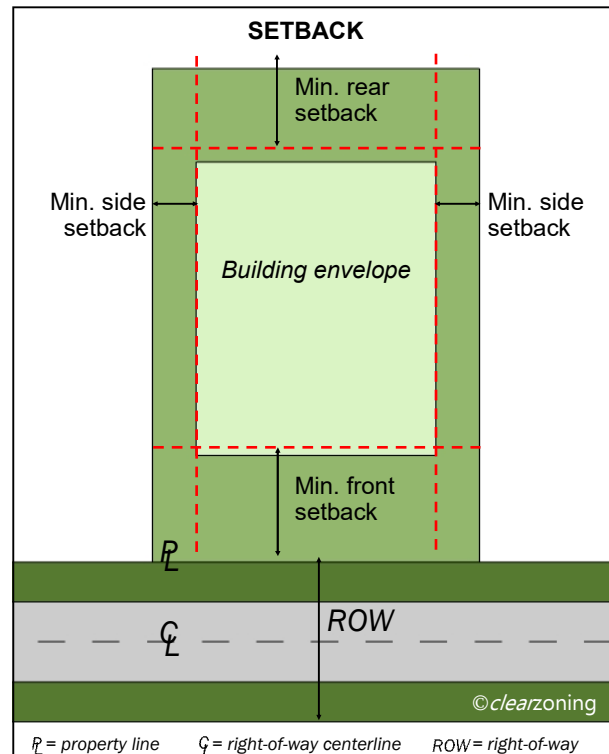 SETBACK
Min. rear
setback
Min. side
setback
Min. side
setback
Building envelope
Min. front
setback
PL
CL
ROW
©clearzoning
PL = property line
CL = right-of-way centerline
ROW = right-of-way